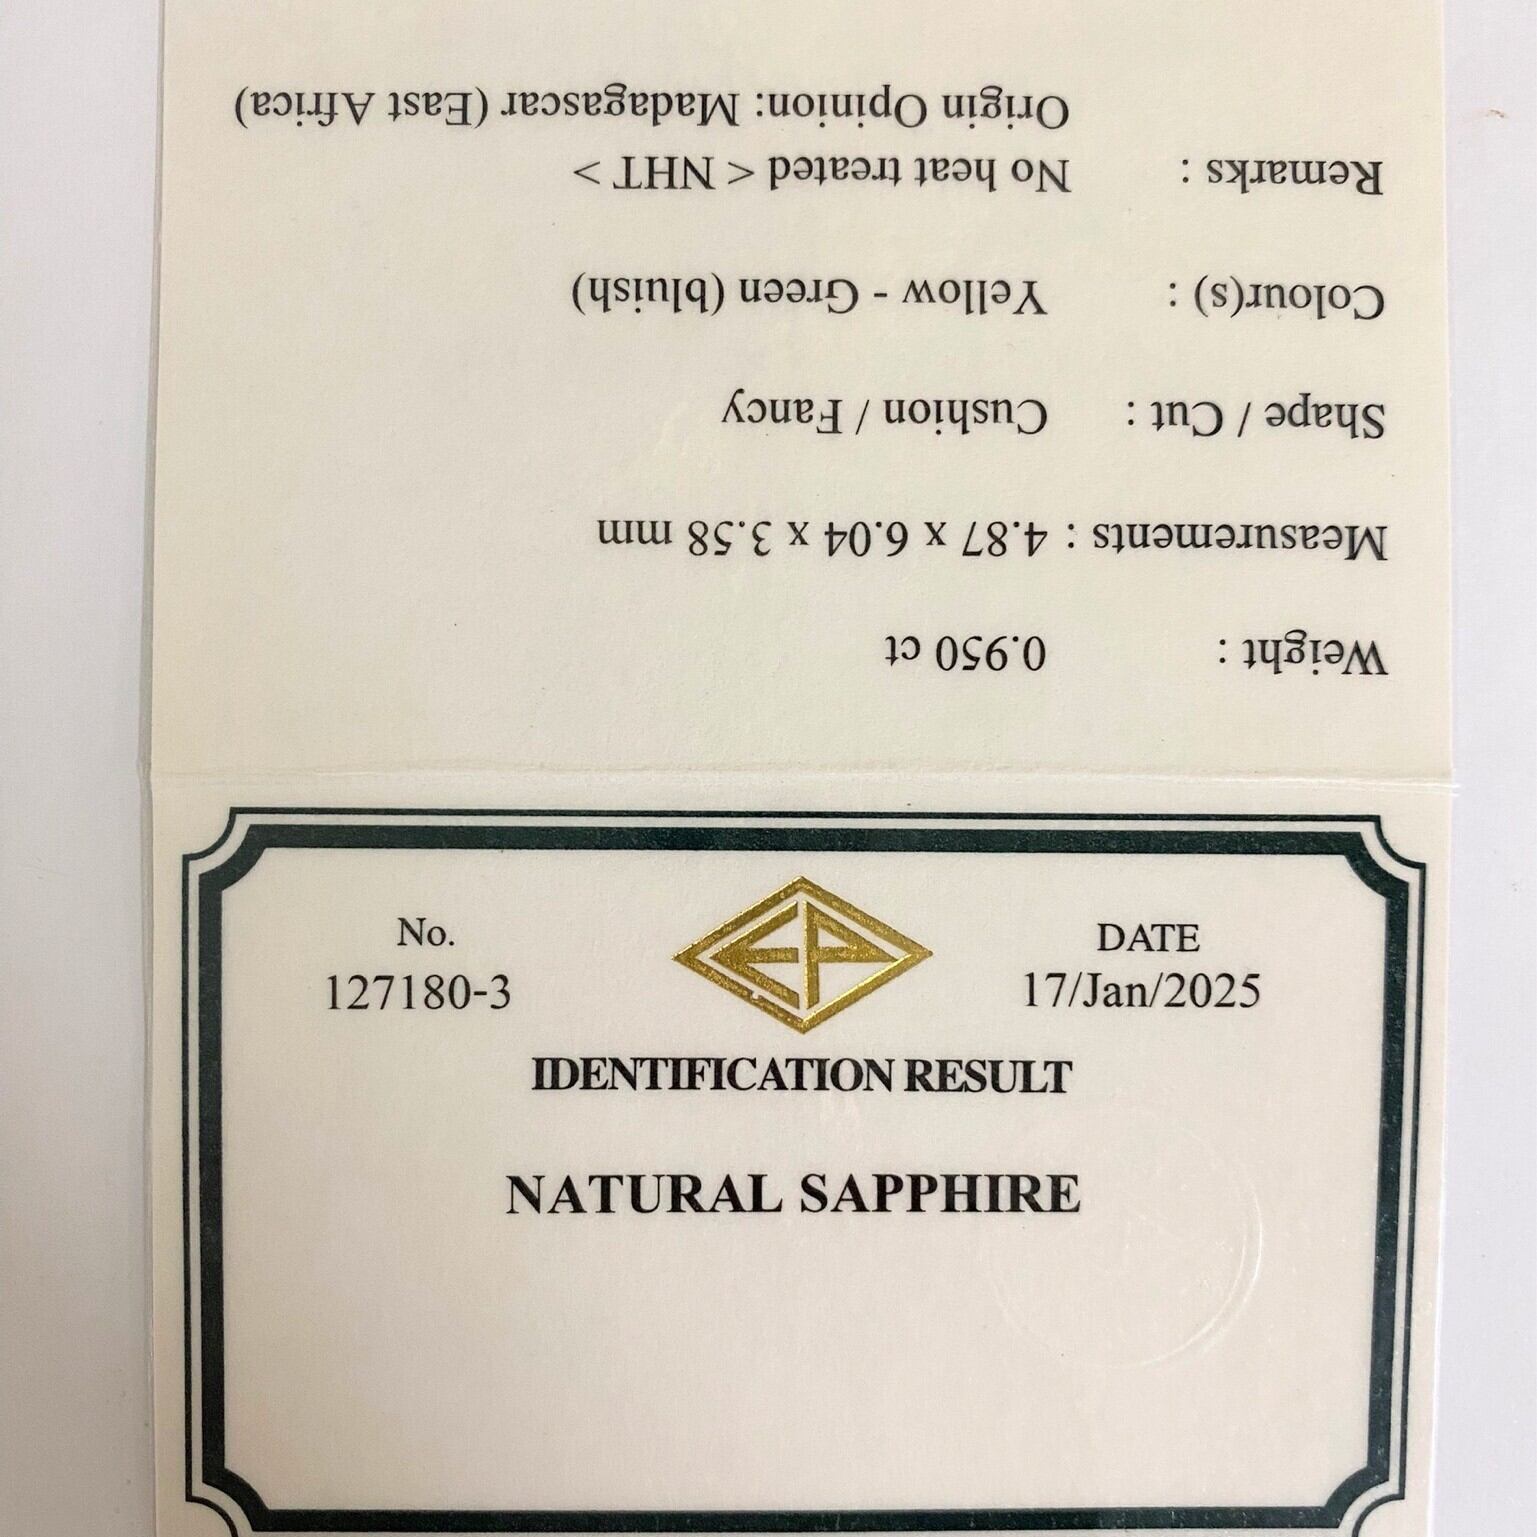 No.
127180-3
EP
DATE
17/Jan/2025
IDENTIFICATION RESULT
NATURAL SAPPHIRE
Weight : 0.950 ct
Measurements : 4.87 x 6.04 x 3.58 mm
Shape / Cut : Cushion / Fancy
Colour(s) : Yellow - Green (bluish)
Remarks : No heat treated < NHT >
Origin Opinion: Madagascar (East Africa)